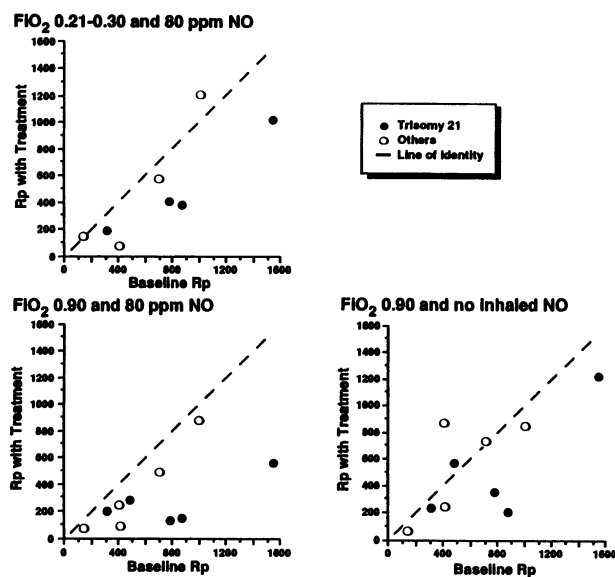 FiO2 0.21-0.30 and 80 ppm NO
1600
1400
1200
1000
800
600
400
200
0
Rp with Treatment
0 400 800 1200 1600
Baseline Rp
Trisomy 21
Others
Line of Identity
FiO2 0.90 and 80 ppm NO
1600
1400
1200
1000
800
600
400
200
0
Rp with Treatment
0 400 800 1200 1600
Baseline Rp
FiO2 0.90 and no inhaled NO
1600
1400
1200
1000
800
600
400
200
0
Rp with Treatment
0 400 800 1200 1600
Baseline Rp